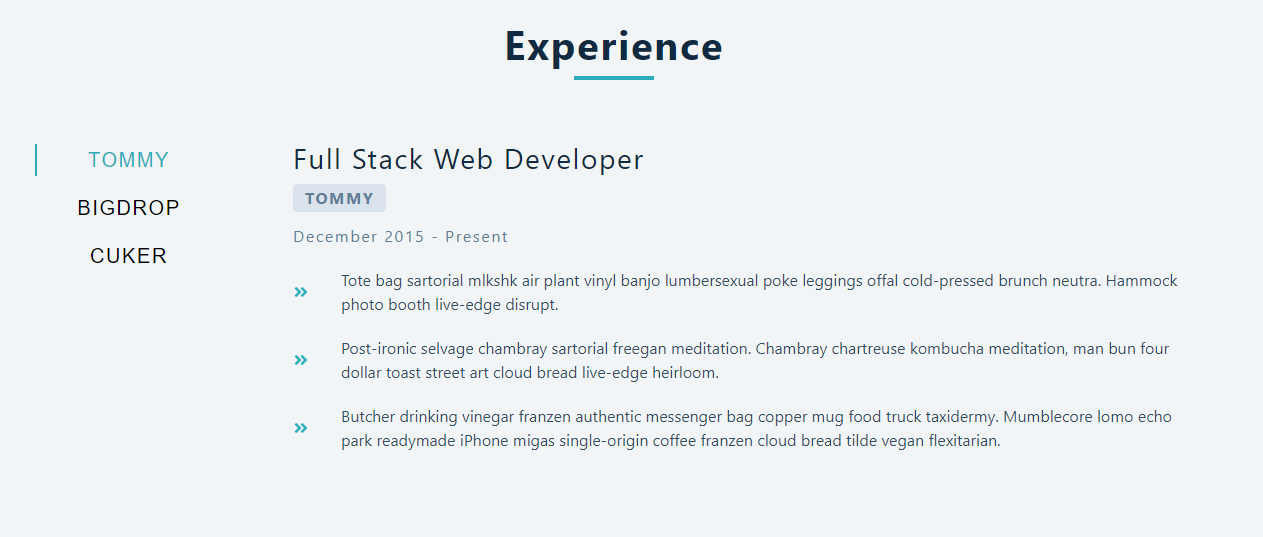 Experience
TOMMY
BIGDROP
CUKER
Full Stack Web Developer
TOMMY
December 2015 - Present
Tote bag sartorial mlkshk air plant vinyl banjo lumbersexual poke leggings offal cold-pressed brunch neutra. Hammock
photo booth live-edge disrupt.
Post-ironic selvage chambray sartorial freegan meditation. Chambray chartreuse kombucha meditation, man bun four
dollar toast street art cloud bread live-edge heirloom.
Butcher drinking vinegar franzen authentic messenger bag copper mug food truck taxidermy. Mumblecore lomo echo
park readymade iPhone migas single-origin coffee franzen cloud bread tilde vegan flexitarian.